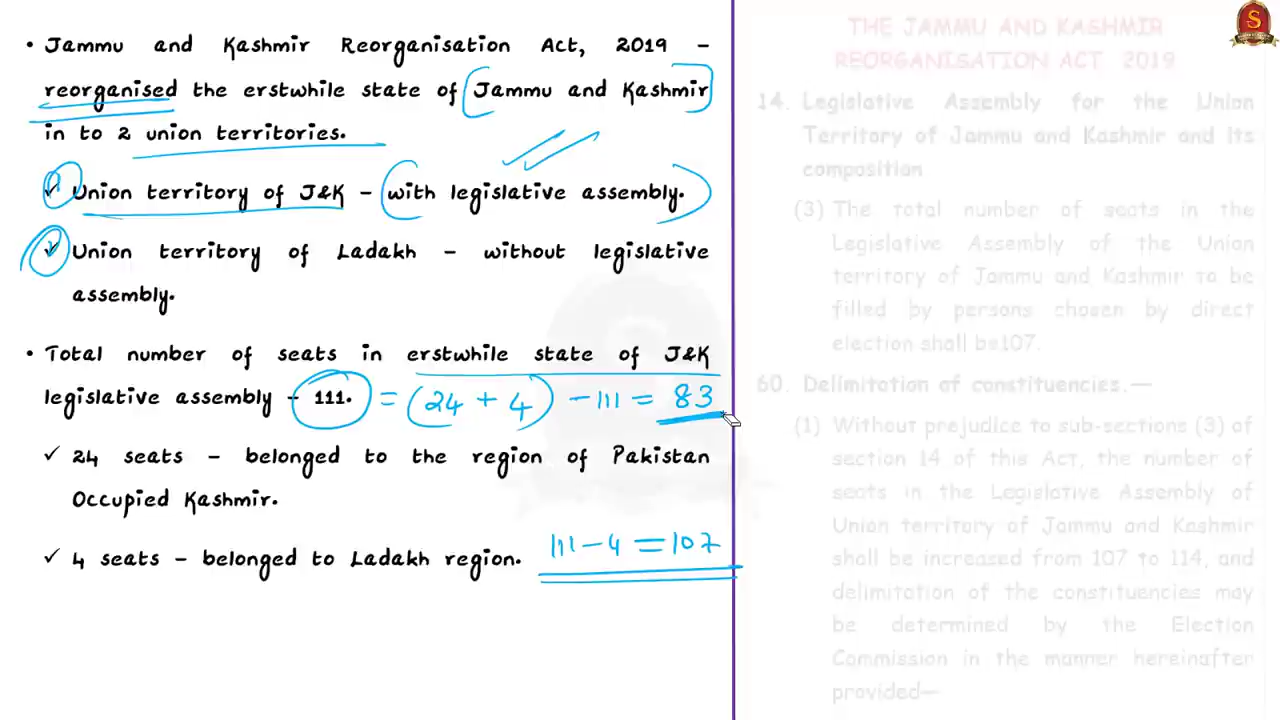 • Jammu and Kashmir Reorganisation Act, 2019 –
reorganised the erstwhile state of Jammu and Kashmir
in to 2 union territories.
✓ Union territory of J&K – with legislative assembly.
✓ Union territory of Ladakh – without legislative
assembly.
• Total number of seats in erstwhile state of J&K
legislative assembly – 111. = (24 + 4) – 111 = 83
✓ 24 seats – belonged to the region of Pakistan
Occupied Kashmir.
✓ 4 seats – belonged to Ladakh region. 111 – 4 = 107
THE JAMMU AND KASHMIR
REORGANISATION ACT 2019
14. Legislative Assembly for the Union
Territory of Jammu and Kashmir and its
composition
(3) The total number of seats in the
Legislative Assembly of the Union
territory of Jammu and Kashmir to be
filled by persons chosen by direct
election shall be 107.
60. Delimitation of constituencies.—
(1) Without prejudice to sub-sections (3) of
section 14 of this Act, the number of
seats in the Legislative Assembly of
Union territory of Jammu and Kashmir
shall be increased from 107 to 114, and
delimitation of the constituencies may
be determined by the Election
Commission in the manner hereinafter
provided—